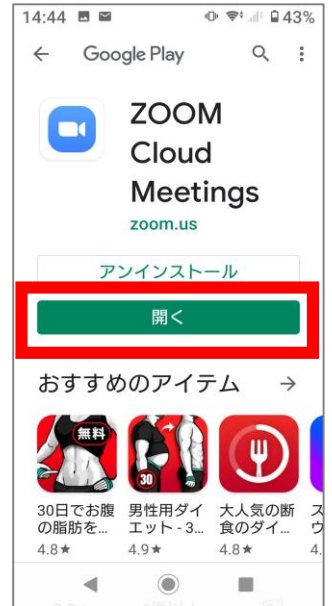 14:44 43%
Google Play
ZOOM
Cloud
Meetings
zoom.us
アンインストール
開く
おすすめのアイテム →
無料
30
30日でお腹 男性用ダイ 大人気の断
の脂肪を… エット - 3… 食のダイ…
4.8★ 4.9★ 4.8★ 4.